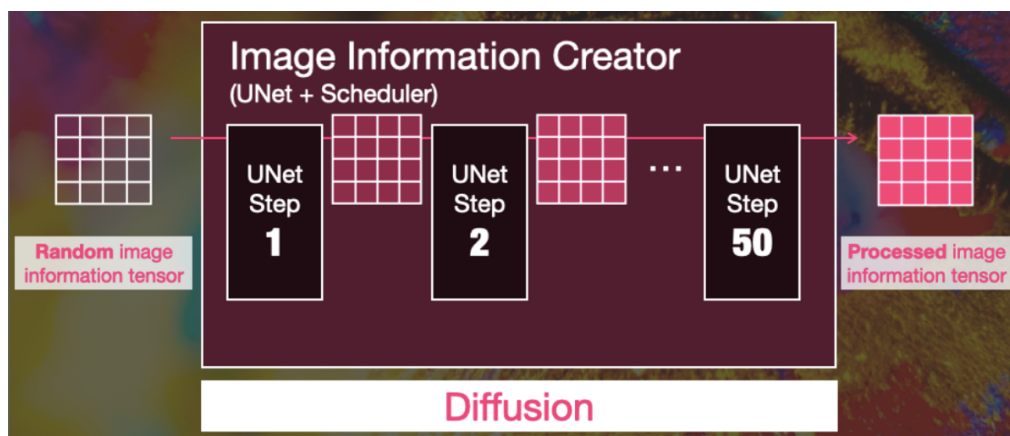 Image Information Creator
(UNet + Scheduler)
Random image
information tensor
UNet
Step
1
UNet
Step
2
...
UNet
Step
50
Processed image
information tensor
Diffusion